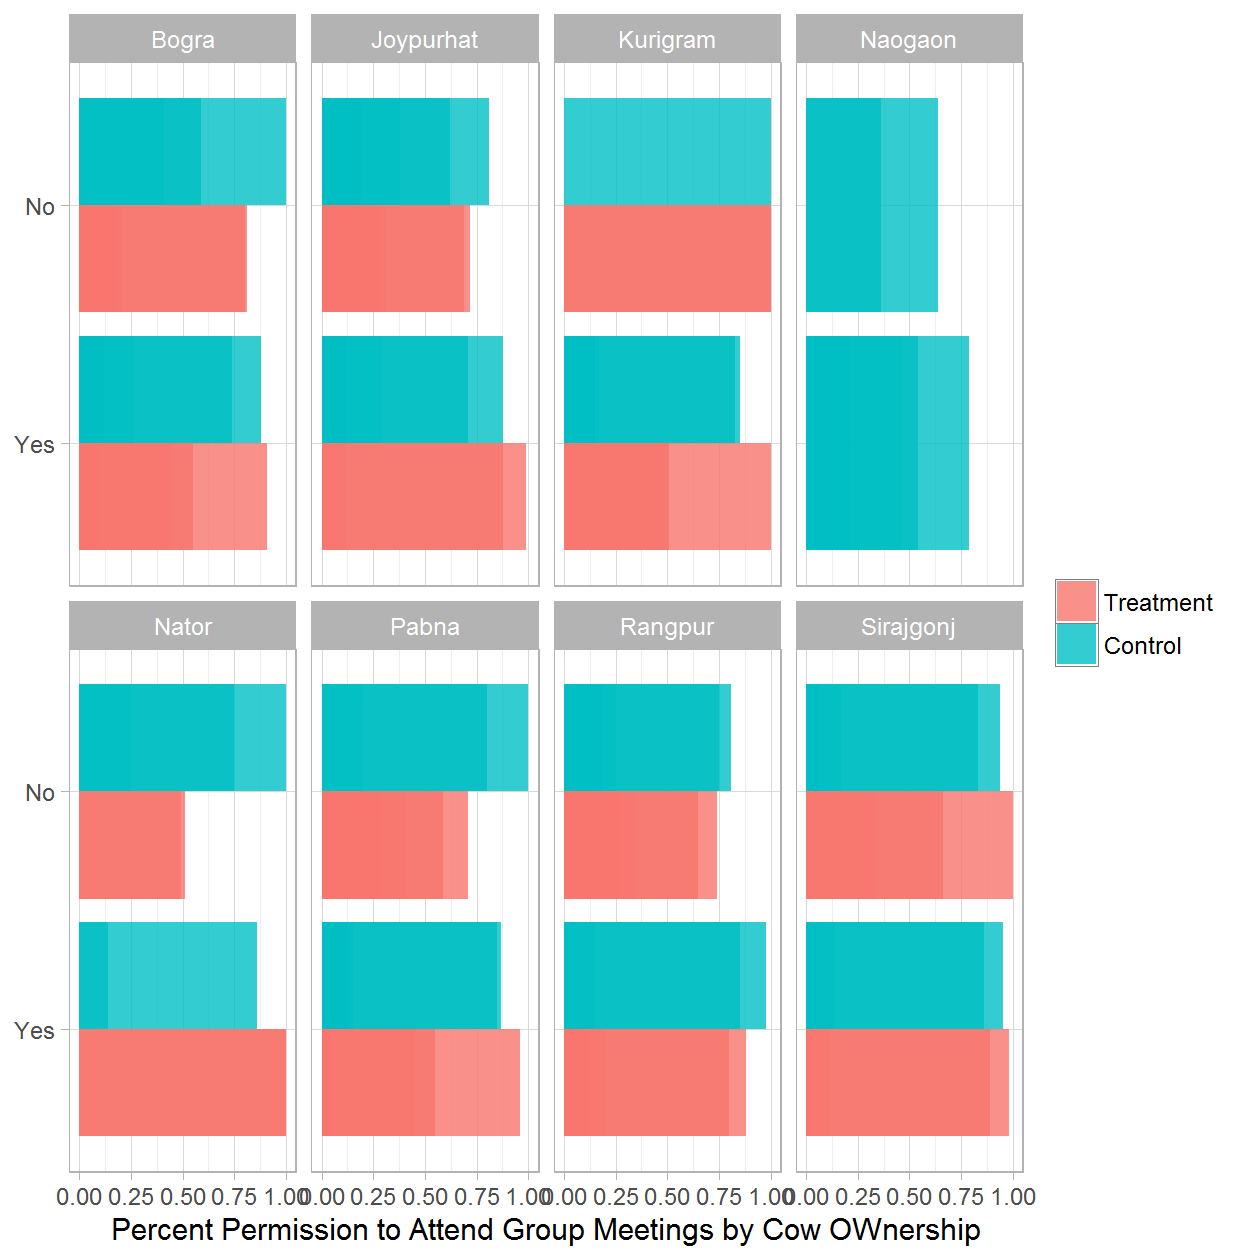 Bogra Joypurhat Kurigram Naogaon
No
Yes
Treatment
Control
Nator Pabna Rangpur Sirajgonj
No
Yes
0.00 0.25 0.50 0.75 1.00 0.00 0.25 0.50 0.75 1.00 0.00 0.25 0.50 0.75 1.00 0.00 0.25 0.50 0.75 1.00
Percent Permission to Attend Group Meetings by Cow OWnership